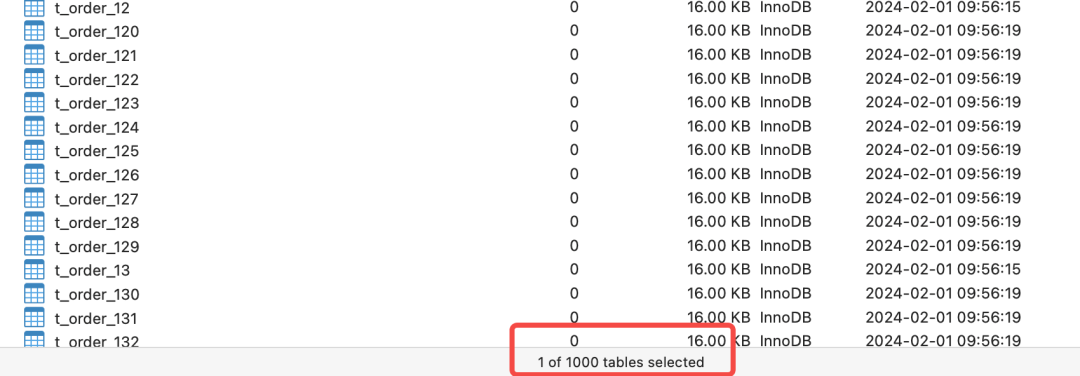 t_order_12 0 16.00 KB InnoDB 2024-02-01 09:56:15
t_order_120 0 16.00 KB InnoDB 2024-02-01 09:56:19
t_order_121 0 16.00 KB InnoDB 2024-02-01 09:56:19
t_order_122 0 16.00 KB InnoDB 2024-02-01 09:56:19
t_order_123 0 16.00 KB InnoDB 2024-02-01 09:56:19
t_order_124 0 16.00 KB InnoDB 2024-02-01 09:56:19
t_order_125 0 16.00 KB InnoDB 2024-02-01 09:56:19
t_order_126 0 16.00 KB InnoDB 2024-02-01 09:56:19
t_order_127 0 16.00 KB InnoDB 2024-02-01 09:56:19
t_order_128 0 16.00 KB InnoDB 2024-02-01 09:56:19
t_order_129 0 16.00 KB InnoDB 2024-02-01 09:56:19
t_order_13 0 16.00 KB InnoDB 2024-02-01 09:56:15
t_order_130 0 16.00 KB InnoDB 2024-02-01 09:56:19
t_order_131 0 16.00 KB InnoDB 2024-02-01 09:56:19
t_order_132 0 16.00 KB InnoDB 2024-02-01 09:56:19
1 of 1000 tables selected